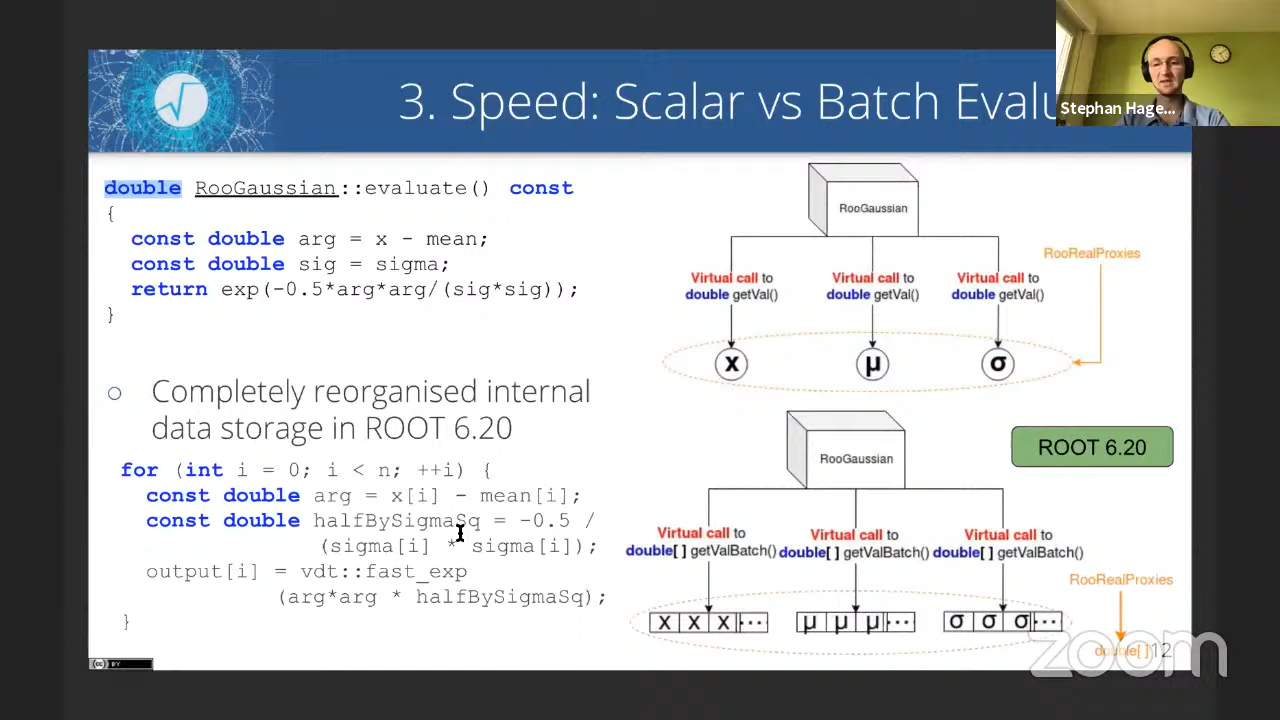 3. Speed: Scalar vs Batch Evalu
Stephan Hage...
double RooGaussian::evaluate() const
{
const double arg = x - mean;
const double sig = sigma;
return exp(-0.5*arg*arg/(sig*sig));
}
Completely reorganised internal
data storage in ROOT 6.20
for (int i = 0; i < n; ++i) {
const double arg = x[i] - mean[i];
const double halfBySigmaSq = -0.5 /
(sigma[i] * sigma[i]);
output[i] = vdt::fast_exp
(arg*arg * halfBySigmaSq);
}
RooGaussian
RooRealProxies
Virtual call to Virtual call to Virtual call to
double getVal() double getVal() double getVal()
x μ σ
ROOT 6.20
RooGaussian
Virtual call to Virtual call to Virtual call to
double[ ] getValBatch() double[ ] getValBatch() double[ ] getValBatch()
RooRealProxies
x x x ... μ μ μ ... σ σ σ ...
double[ ] 12
zoom
cc BY